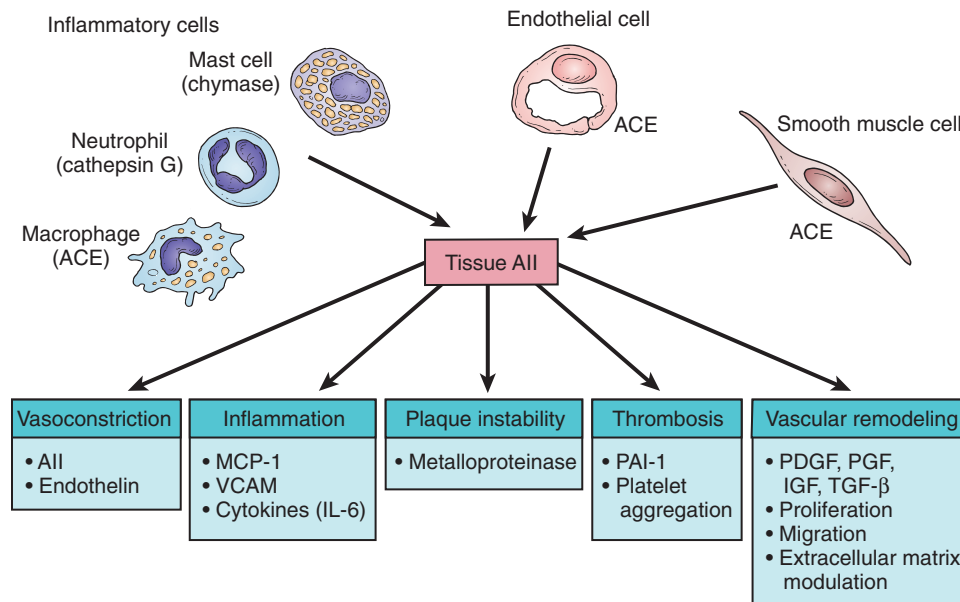 Inflammatory cells
Mast cell
(chymase)
Neutrophil
(cathepsin G)
Macrophage
(ACE)
Endothelial cell
ACE
Smooth muscle cell
ACE
Tissue AII
Vasoconstriction
• AII
• Endothelin
Inflammation
• MCP-1
• VCAM
• Cytokines (IL-6)
Plaque instability
• Metalloproteinase
Thrombosis
• PAI-1
• Platelet
aggregation
Vascular remodeling
• PDGF, PGF,
IGF, TGF-β
• Proliferation
• Migration
• Extracellular matrix
modulation